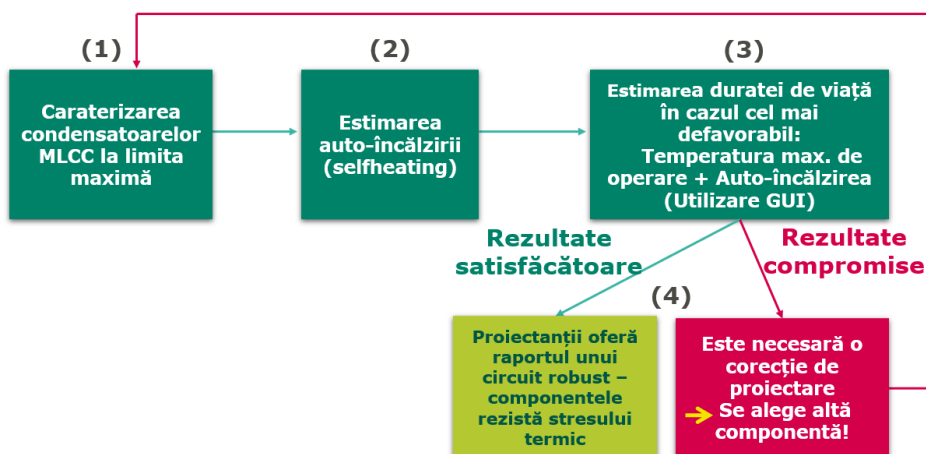 (1)
Caraterizarea
condensatoarelor
MLCC la limita
maximă
(2)
Estimarea
auto-încălzirii
(selfheating)
(3)
Estimarea duratei de viață
în cazul cel mai
defavorabil:
Temperatura max. de
operare + Auto-încălzirea
(Utilizare GUI)
Rezultate
satisfăcătoare
Rezultate
compromise
(4)
Proiectanții oferă
raportul unui
circuit robust –
componentele
rezistă stresului
termic
Este necesară o
corecție de
proiectare
Se alege altă
componentă!